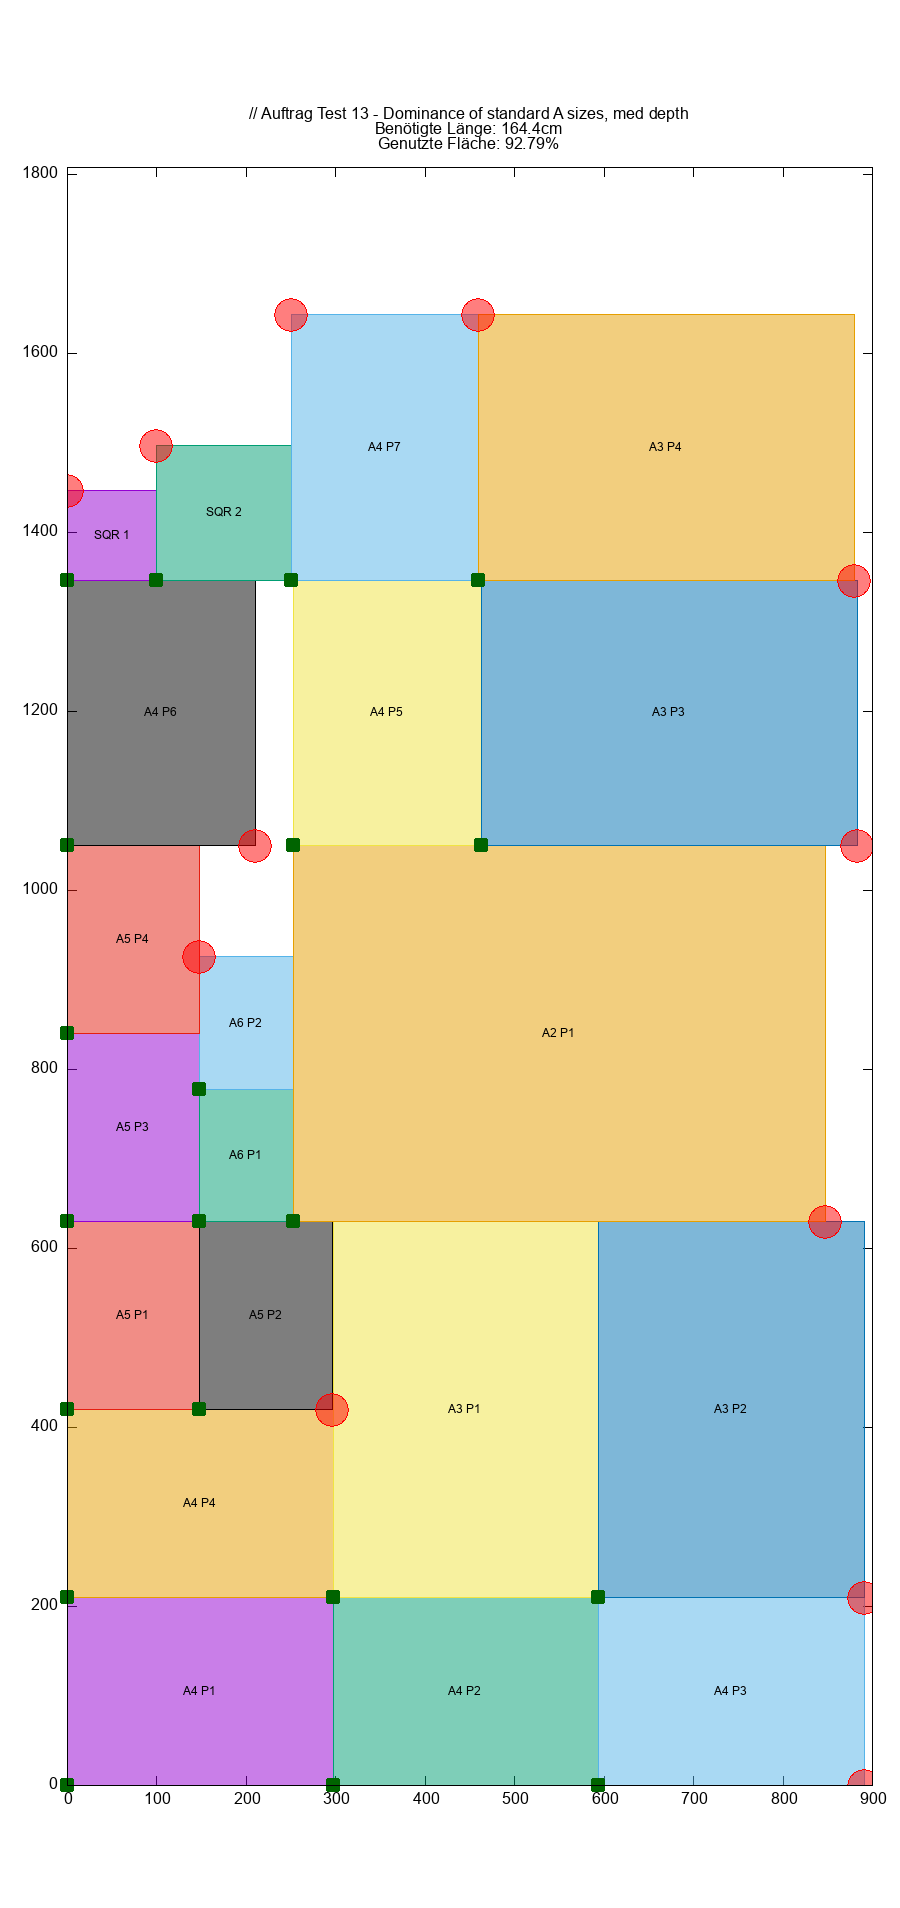 // Auftrag Test 13 - Dominance of standard A sizes, med depth
Benötigte Länge: 164.4cm
Genutzte Fläche: 92.79%
1800
1600
A4 P7
A3 P4
SQR 2
SQR 1
1400
A4 P6
A4 P5
A3 P3
1200
1000
A5 P4
A6 P2
A2 P1
800
A5 P3
A6 P1
600
A5 P1
A5 P2
A3 P1
A3 P2
400
A4 P4
200
A4 P1
A4 P2
A4 P3
0
0 100 200 300 400 500 600 700 800 900